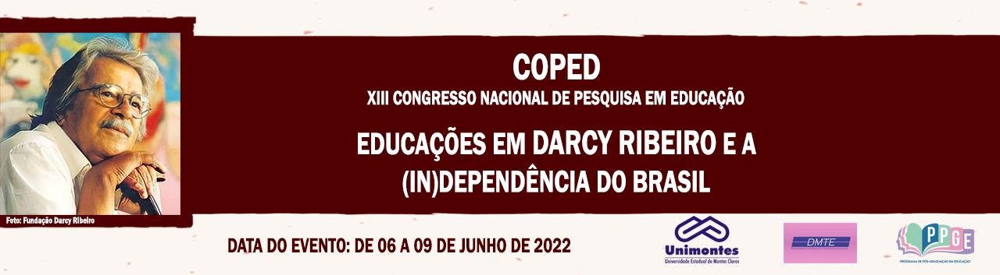 COPED
XIII CONGRESSO NACIONAL DE PESQUISA EM EDUCAÇÃO
EDUCAÇÕES EM DARCY RIBEIRO E A
(IN)DEPENDÊNCIA DO BRASIL
Foto: Fundação Darcy Ribeiro
DATA DO EVENTO: DE 06 A 09 DE JUNHO DE 2022
Unimontes
Universidade Estadual de Montes Claros
DMTE
PPGE
PROGRAMA DE PÓS-GRADUAÇÃO EM EDUCAÇÃO